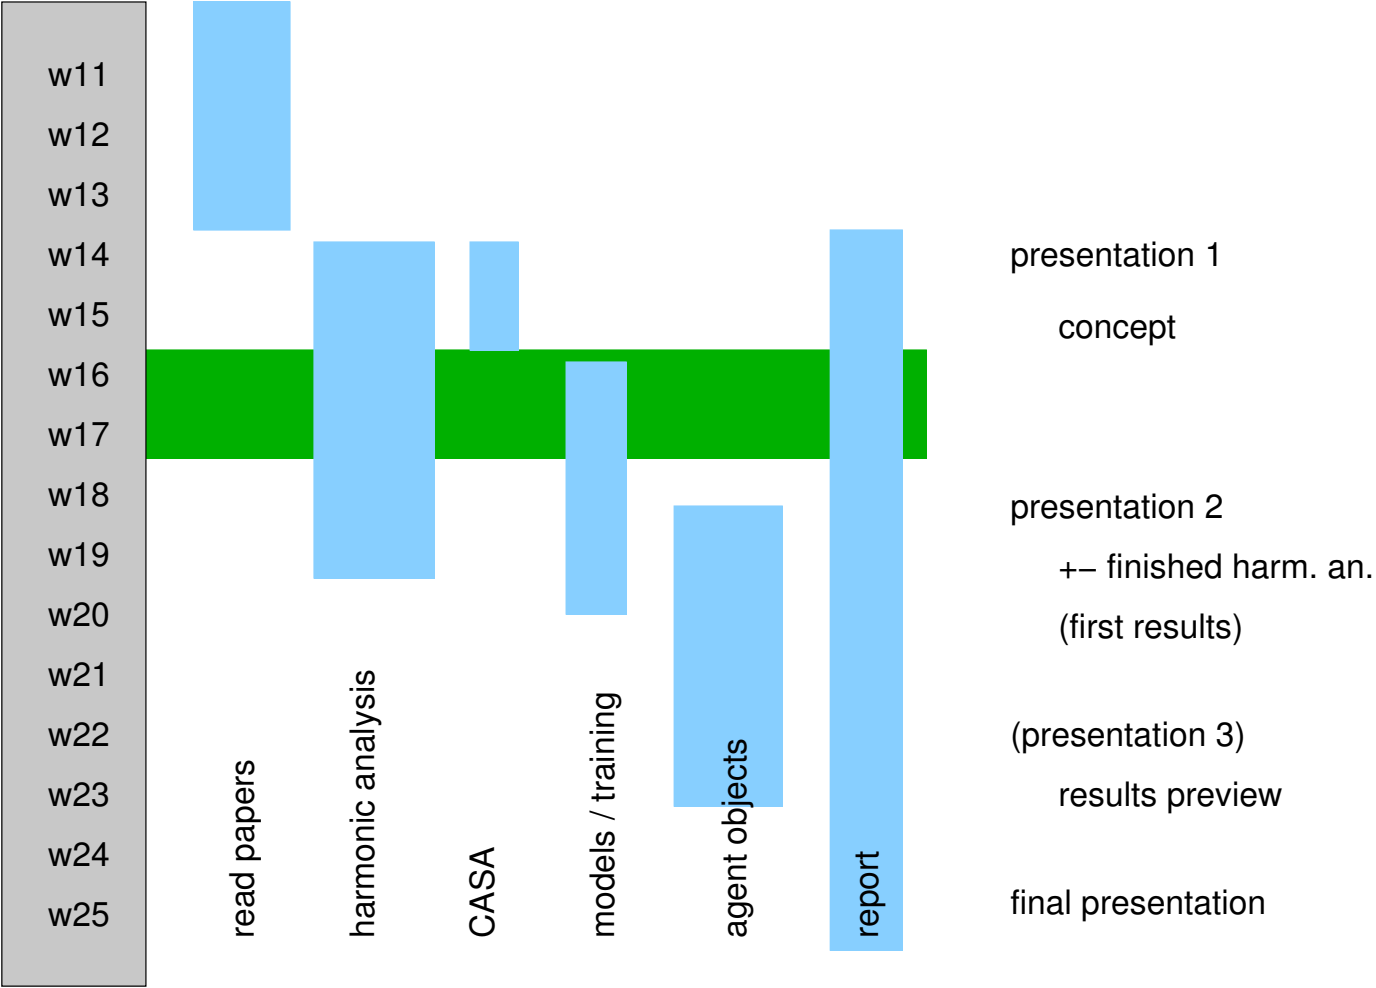 w11
w12
w13
w14
w15
w16
w17
w18
w19
w20
w21
w22
w23
w24
w25
read papers
harmonic analysis
CASA
models / training
agent objects
report
presentation 1
concept
presentation 2
+− finished harm. an.
(first results)
(presentation 3)
results preview
final presentation